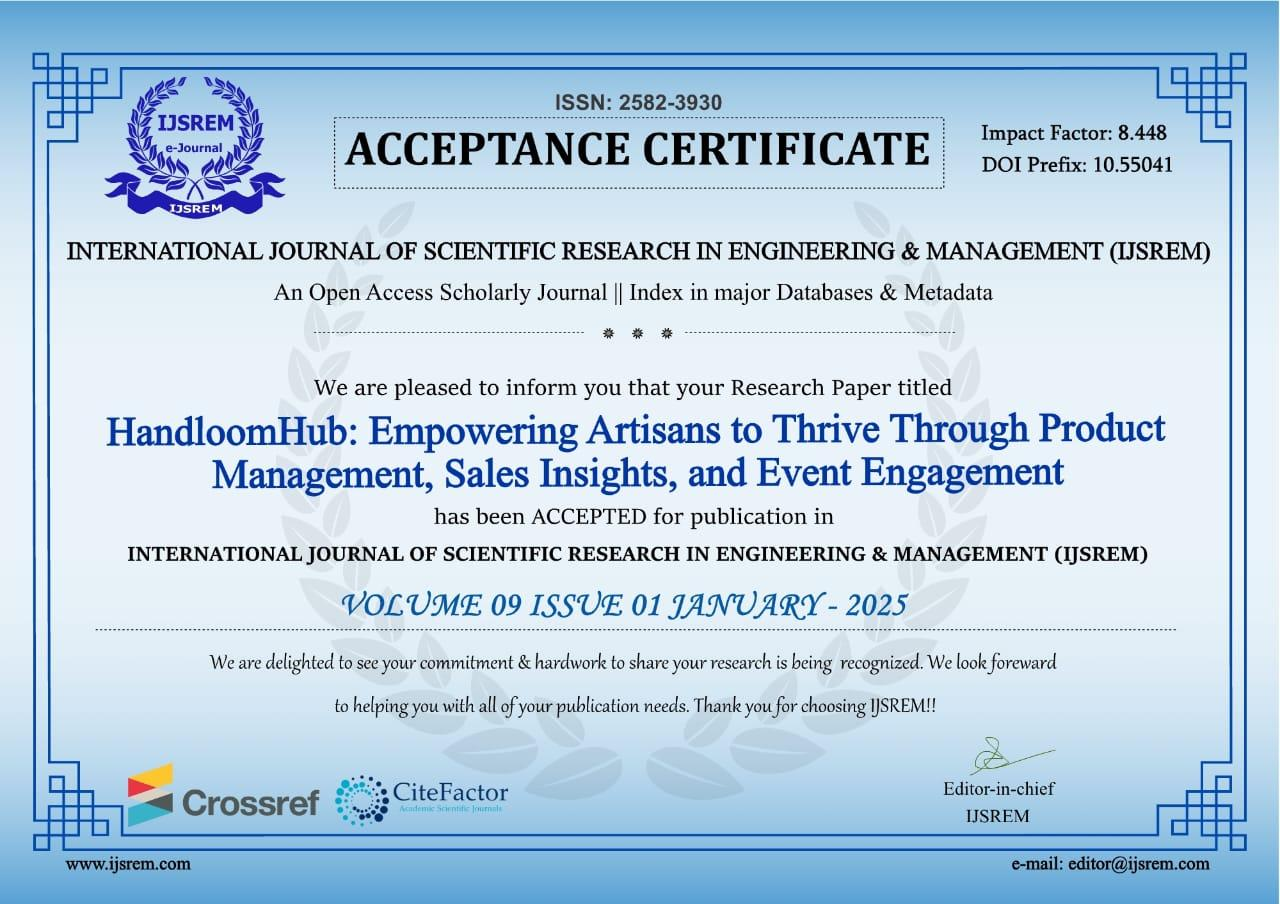 IJSREM
e-Journal
IJSREM
ISSN: 2582-3930
ACCEPTANCE CERTIFICATE
Impact Factor: 8.448
DOI Prefix: 10.55041
INTERNATIONAL JOURNAL OF SCIENTIFIC RESEARCH IN ENGINEERING & MANAGEMENT (IJSREM)
An Open Access Scholarly Journal || Index in major Databases & Metadata
We are pleased to inform you that your Research Paper titled
HandloomHub: Empowering Artisans to Thrive Through Product
Management, Sales Insights, and Event Engagement
has been ACCEPTED for publication in
INTERNATIONAL JOURNAL OF SCIENTIFIC RESEARCH IN ENGINEERING & MANAGEMENT (IJSREM)
VOLUME 09 ISSUE 01 JANUARY - 2025
We are delighted to see your commitment & hardwork to share your research is being recognized. We look foreward
to helping you with all of your publication needs. Thank you for choosing IJSREM!!
Crossref
CiteFactor
Academic Scientific Journals
Editor-in-chief
IJSREM
www.ijsrem.com
e-mail: editor@ijsrem.com